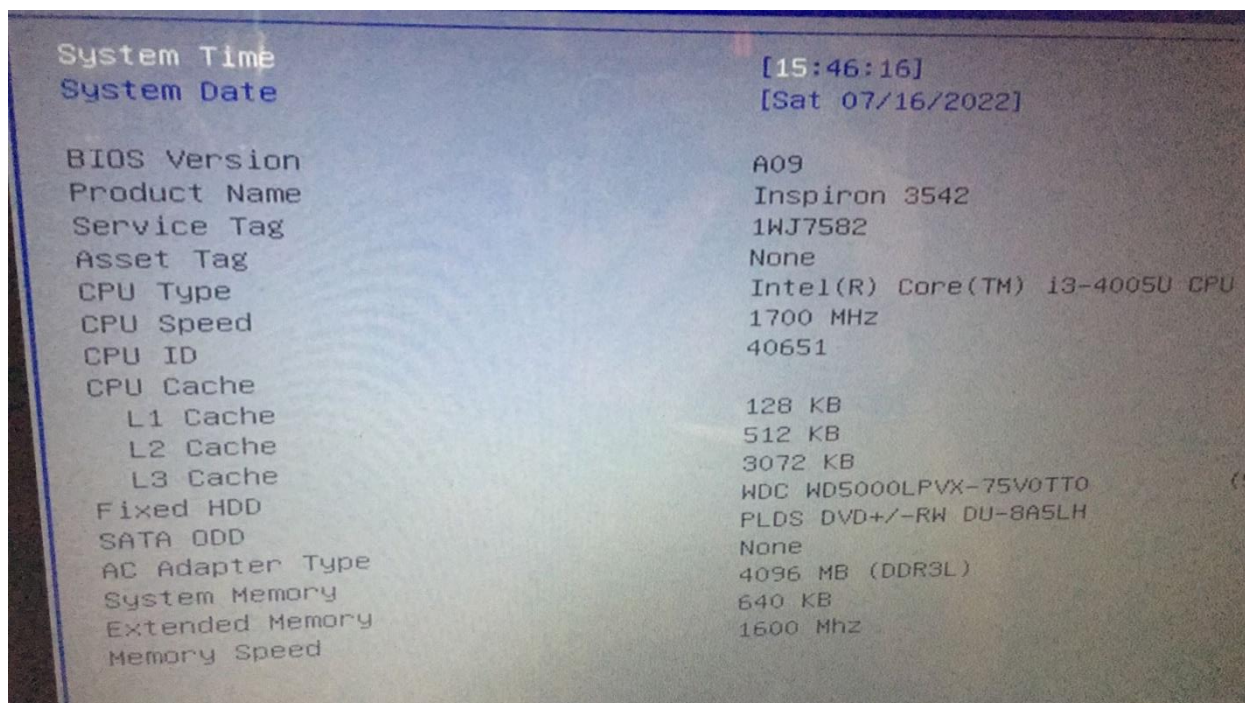 System Time [15:46:16]
System Date [Sat 07/16/2022]
BIOS Version A09
Product Name Inspiron 3542
Service Tag 1WJ7582
Asset Tag None
CPU Type Intel(R) Core(TM) i3-4005U CPU
CPU Speed 1700 MHz
CPU ID 40651
CPU Cache
L1 Cache 128 KB
L2 Cache 512 KB
L3 Cache 3072 KB
Fixed HDD WDC WD5000LPVX-75V0TT0
SATA ODD PLDS DVD+/-RW DU-8A5LH
AC Adapter Type None
System Memory 4096 MB (DDR3L)
Extended Memory 640 KB
Memory Speed 1600 Mhz